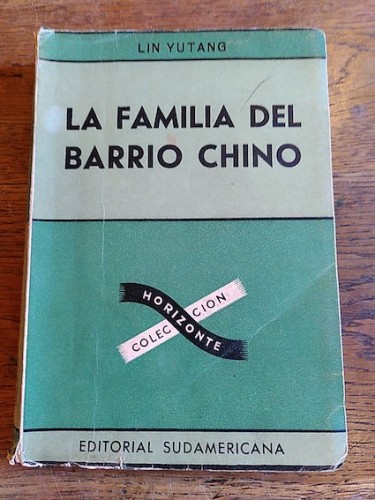 LIN YUTANG
LA FAMILIA DEL
BARRIO CHINO
COLECCION
HORIZONTE
EDITORIAL SUDAMERICANA